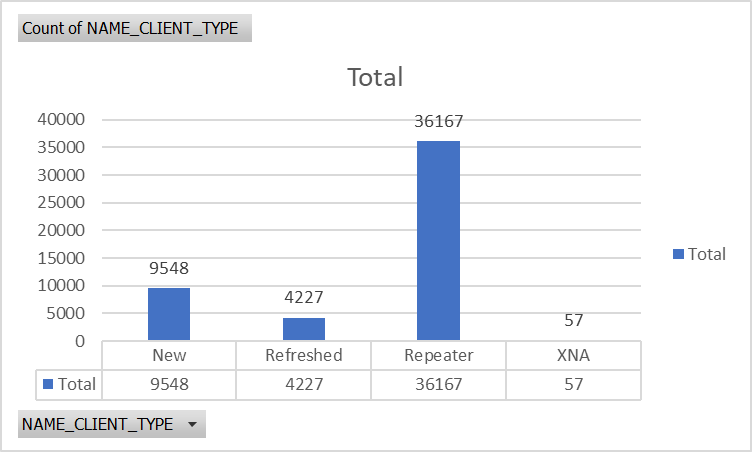 Count of NAME_CLIENT_TYPE
Total
40000
35000
30000
25000
20000
15000
10000
5000
0
9548
4227
36167
57
New Refreshed Repeater XNA
Total 9548 4227 36167 57
Total
NAME_CLIENT_TYPE